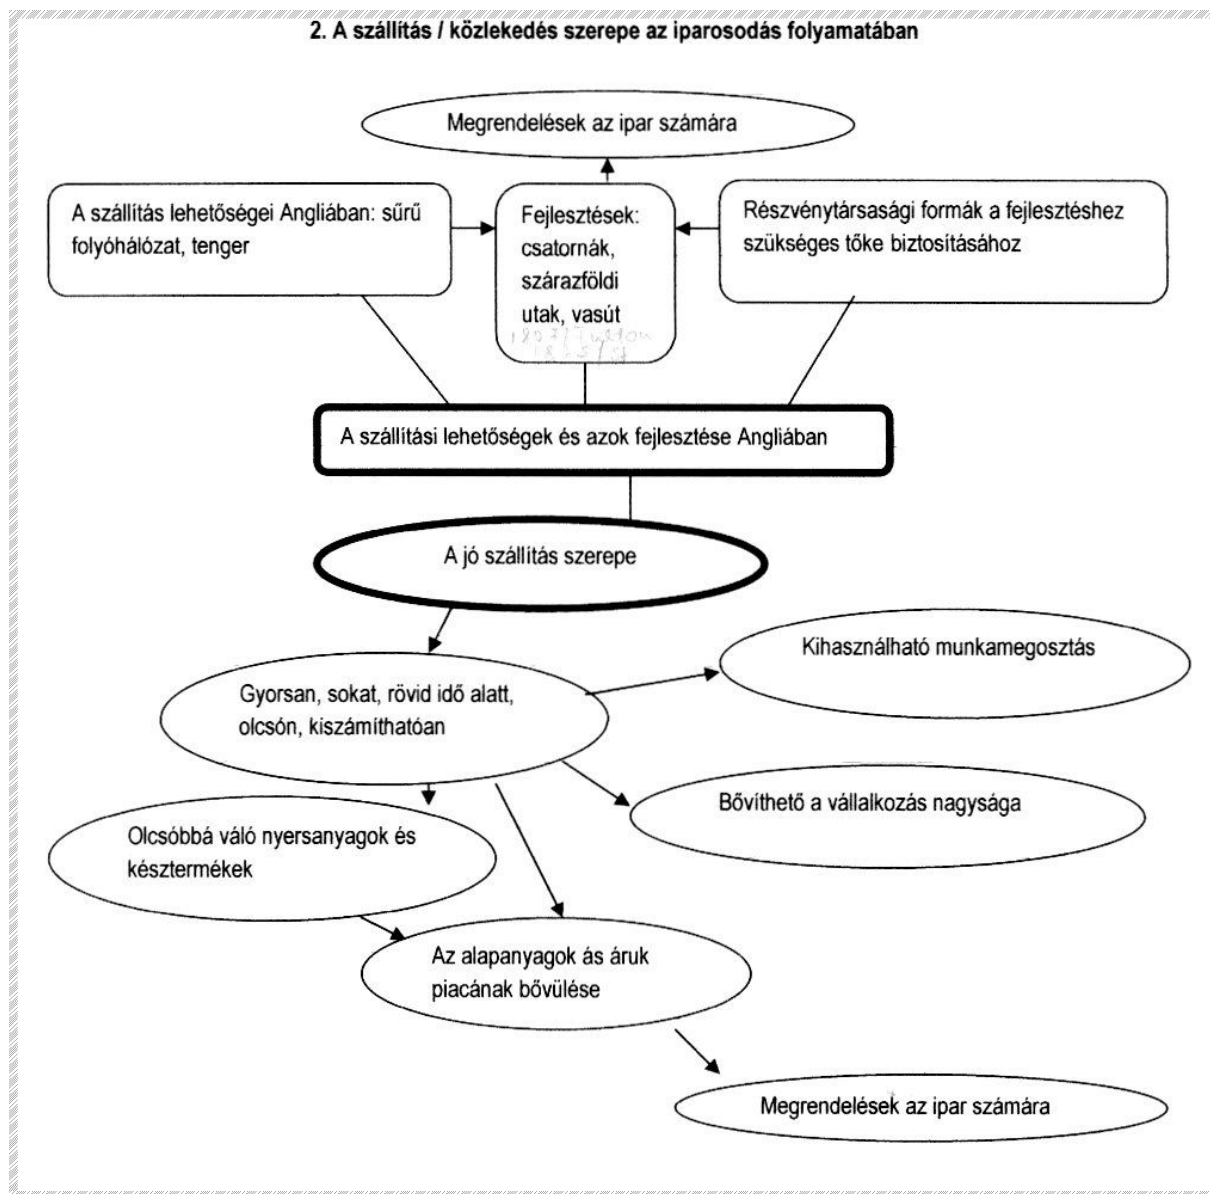 2. A szállítás / közlekedés szerepe az iparosodás folyamatában
Megrendelések az ipar számára
A szállítás lehetőségei Angliában: sűrű
folyóhálózat, tenger
Fejlesztések:
csatornák,
szárazföldi
utak, vasút
Részvénytársasági formák a fejlesztéshez
szükséges tőke biztosításához
A szállítási lehetőségek és azok fejlesztése Angliában
A jó szállítás szerepe
Kihasználható munkamegosztás
Gyorsan, sokat, rövid idő alatt,
olcsón, kiszámíthatóan
Bővíthető a vállalkozás nagysága
Olcsóbbá váló nyersanyagok és
késztermékek
Az alapanyagok ás áruk
piacának bővülése
Megrendelések az ipar számára